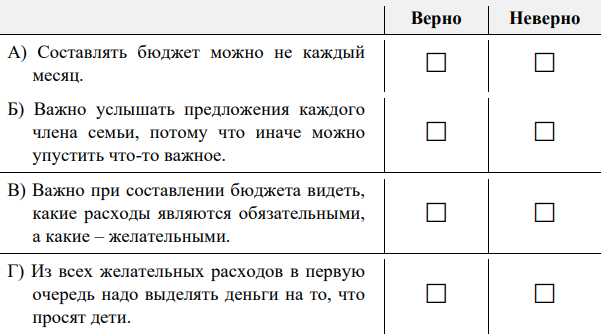 Верно Неверно
А) Составлять бюджет можно не каждый
месяц.
Б) Важно услышать предложения каждого
члена семьи, потому что иначе можно
упустить что-то важное.
В) Важно при составлении бюджета видеть,
какие расходы являются обязательными,
а какие – желательными.
Г) Из всех желательных расходов в первую
очередь надо выделять деньги на то, что
просят дети.